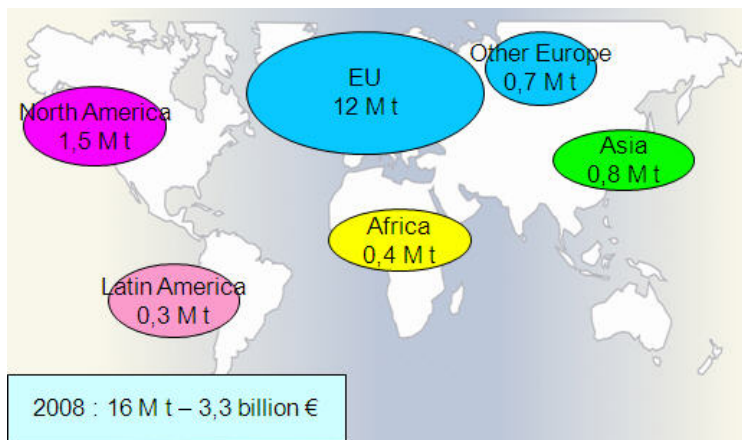 EU
12 M t
Other Europe
0,7 M t
North America
1,5 M t
Asia
0,8 M t
Africa
0,4 M t
Latin America
0,3 M t
2008 : 16 M t – 3,3 billion €